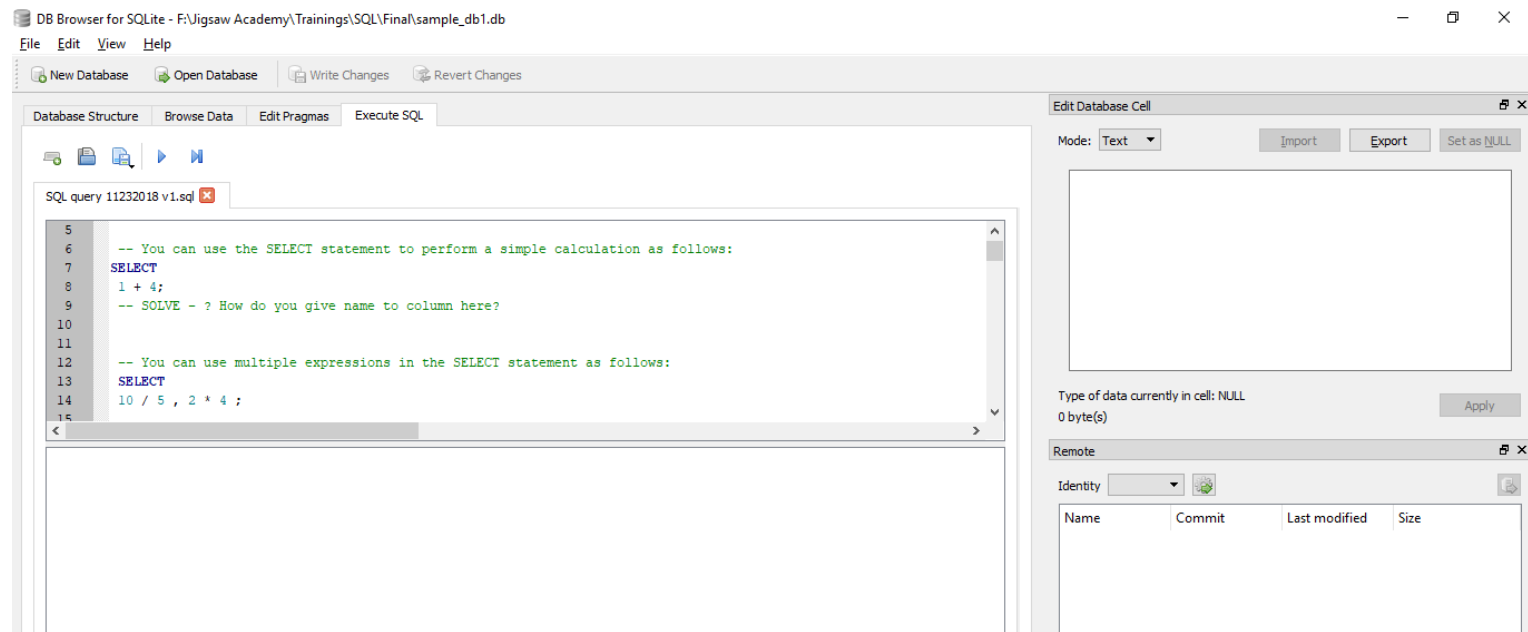 DB Browser for SQLite - F:\Jigsaw Academy\Trainings\SQL\Final\sample_db1.db
File Edit View Help
New Database Open Database Write Changes Revert Changes
Database Structure Browse Data Edit Pragmas Execute SQL
SQL query 11232018 v1.sql
5
6 -- You can use the SELECT statement to perform a simple calculation as follows:
7 SELECT
8 1 + 4;
9 -- SOLVE - ? How do you give name to column here?
10
11
12 -- You can use multiple expressions in the SELECT statement as follows:
13 SELECT
14 10 / 5 , 2 * 4 ;
15
Edit Database Cell
Mode: Text Import Export Set as NULL
Type of data currently in cell: NULL
0 byte(s)
Apply
Remote
Identity
Name Commit Last modified Size